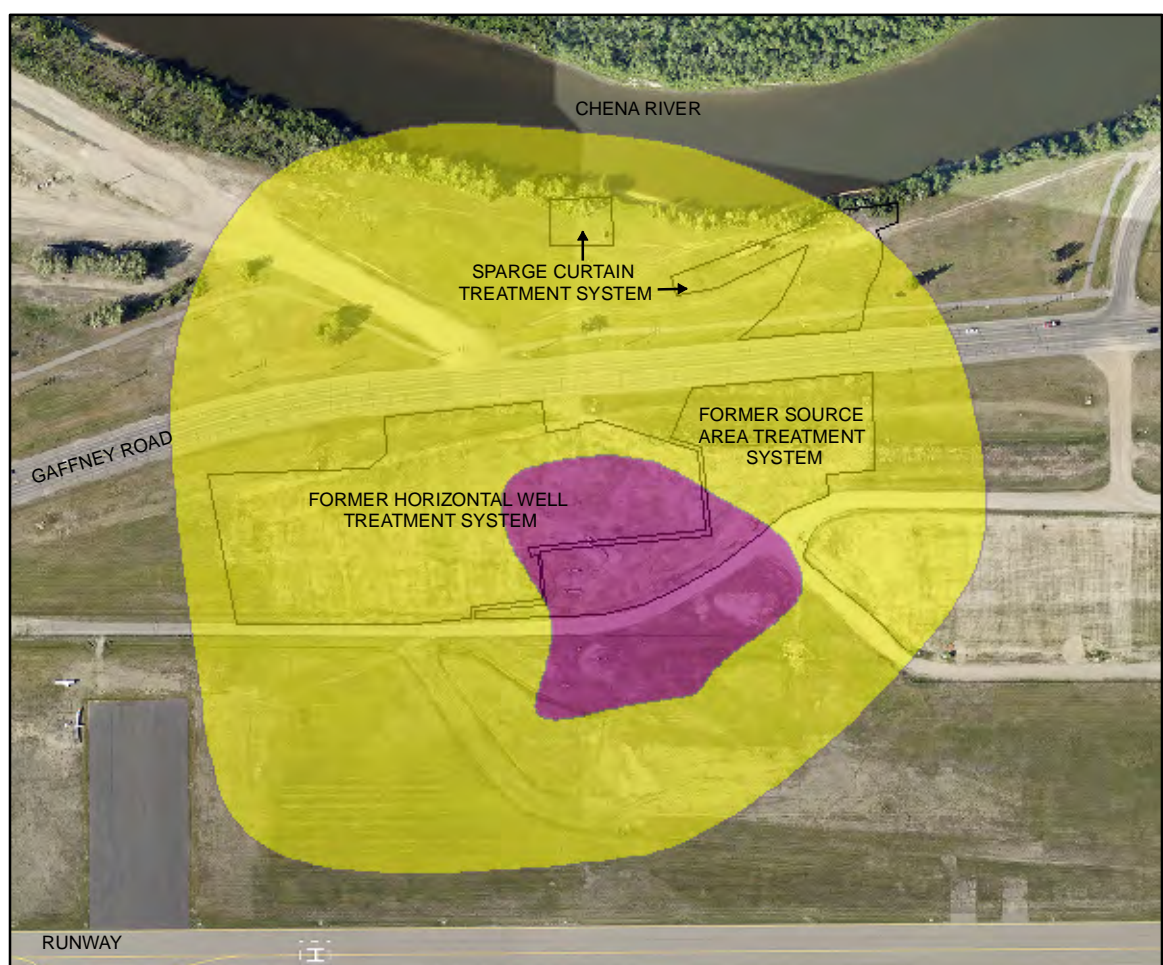 CHENA RIVER
SPARGE CURTAIN
TREATMENT SYSTEM
GAFFNEY ROAD
FORMER SOURCE
AREA TREATMENT
SYSTEM
FORMER HORIZONTAL WELL
TREATMENT SYSTEM
RUNWAY